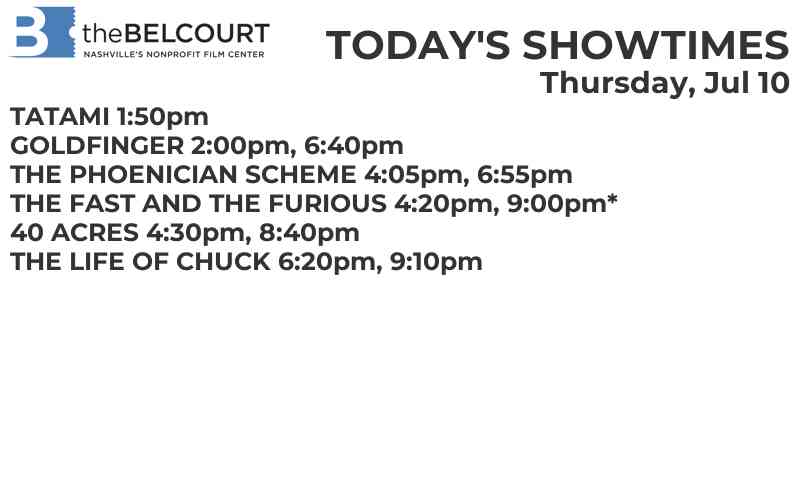 B theBELCOURT
NASHVILLE'S NONPROFIT FILM CENTER
TODAY'S SHOWTIMES
Thursday, Jul 10
TATAMI 1:50pm
GOLDFINGER 2:00pm, 6:40pm
THE PHOENICIAN SCHEME 4:05pm, 6:55pm
THE FAST AND THE FURIOUS 4:20pm, 9:00pm*
40 ACRES 4:30pm, 8:40pm
THE LIFE OF CHUCK 6:20pm, 9:10pm